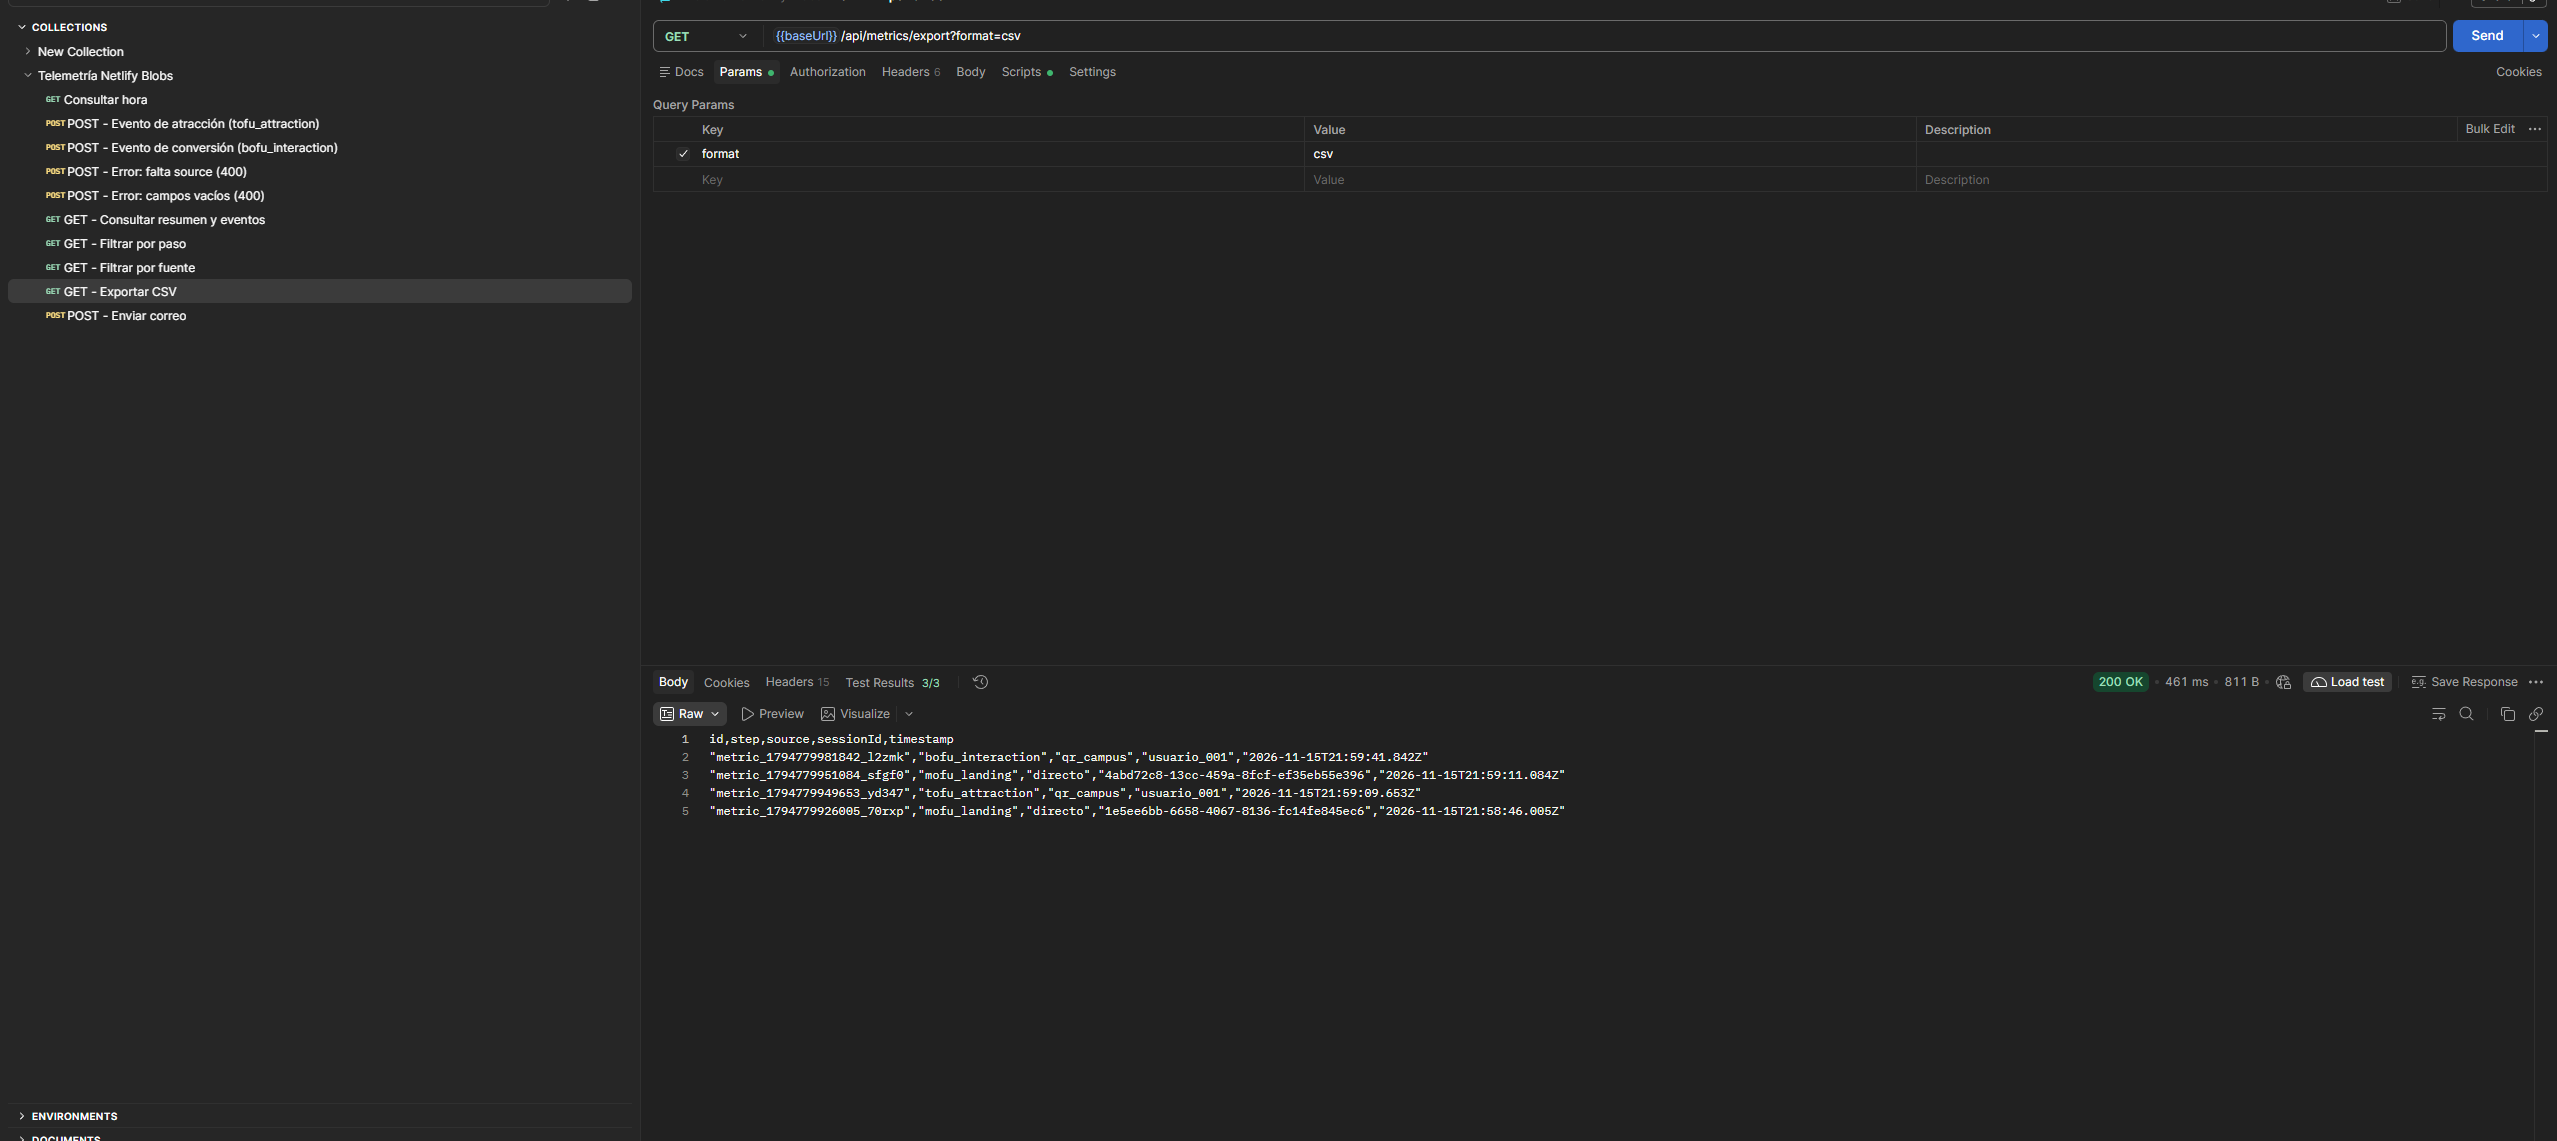 COLLECTIONS
New Collection
Telemetría Netlify Blobs
GET Consultar hora
POST POST - Evento de atracción (tofu_attraction)
POST POST - Evento de conversión (bofu_interaction)
POST POST - Error: falta source (400)
POST POST - Error: campos vacíos (400)
GET GET - Consultar resumen y eventos
GET GET - Filtrar por paso
GET GET - Filtrar por fuente
GET GET - Exportar CSV
POST POST - Enviar correo
ENVIRONMENTS
DOCUMENTS
GET {{baseUrl}} /api/metrics/export?format=csv Send
Docs Params Authorization Headers 6 Body Scripts Settings Cookies
Query Params
Key Value Description Bulk Edit
format csv
Key Value Description
Body Cookies Headers 15 Test Results 3/3 200 OK 461 ms 811 B Load test e.g. Save Response
Raw Preview Visualize
1 id,step,source,sessionId,timestamp
2 "metric_1794779981842_l2zmk","bofu_interaction","qr_campus","usuario_001","2026-11-15T21:59:41.842Z"
3 "metric_1794779951084_sfgf0","mofu_landing","directo","4abd72c8-13cc-459a-8fcf-ef35eb55e396","2026-11-15T21:59:11.084Z"
4 "metric_1794779949653_yd347","tofu_attraction","qr_campus","usuario_001","2026-11-15T21:59:09.653Z"
5 "metric_1794779926005_70rxp","mofu_landing","directo","1e5ee6bb-6658-4067-8136-fc14fe845ec6","2026-11-15T21:58:46.005Z"